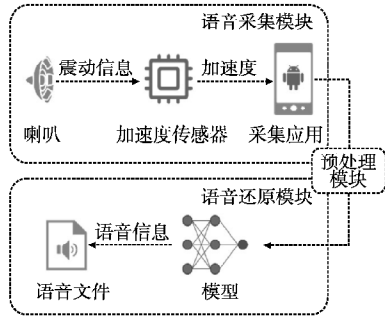 语音采集模块
震动信息
加速度
喇叭
加速度传感器
采集应用
预处理
模块
语音还原模块
语音信息
语音文件
模型